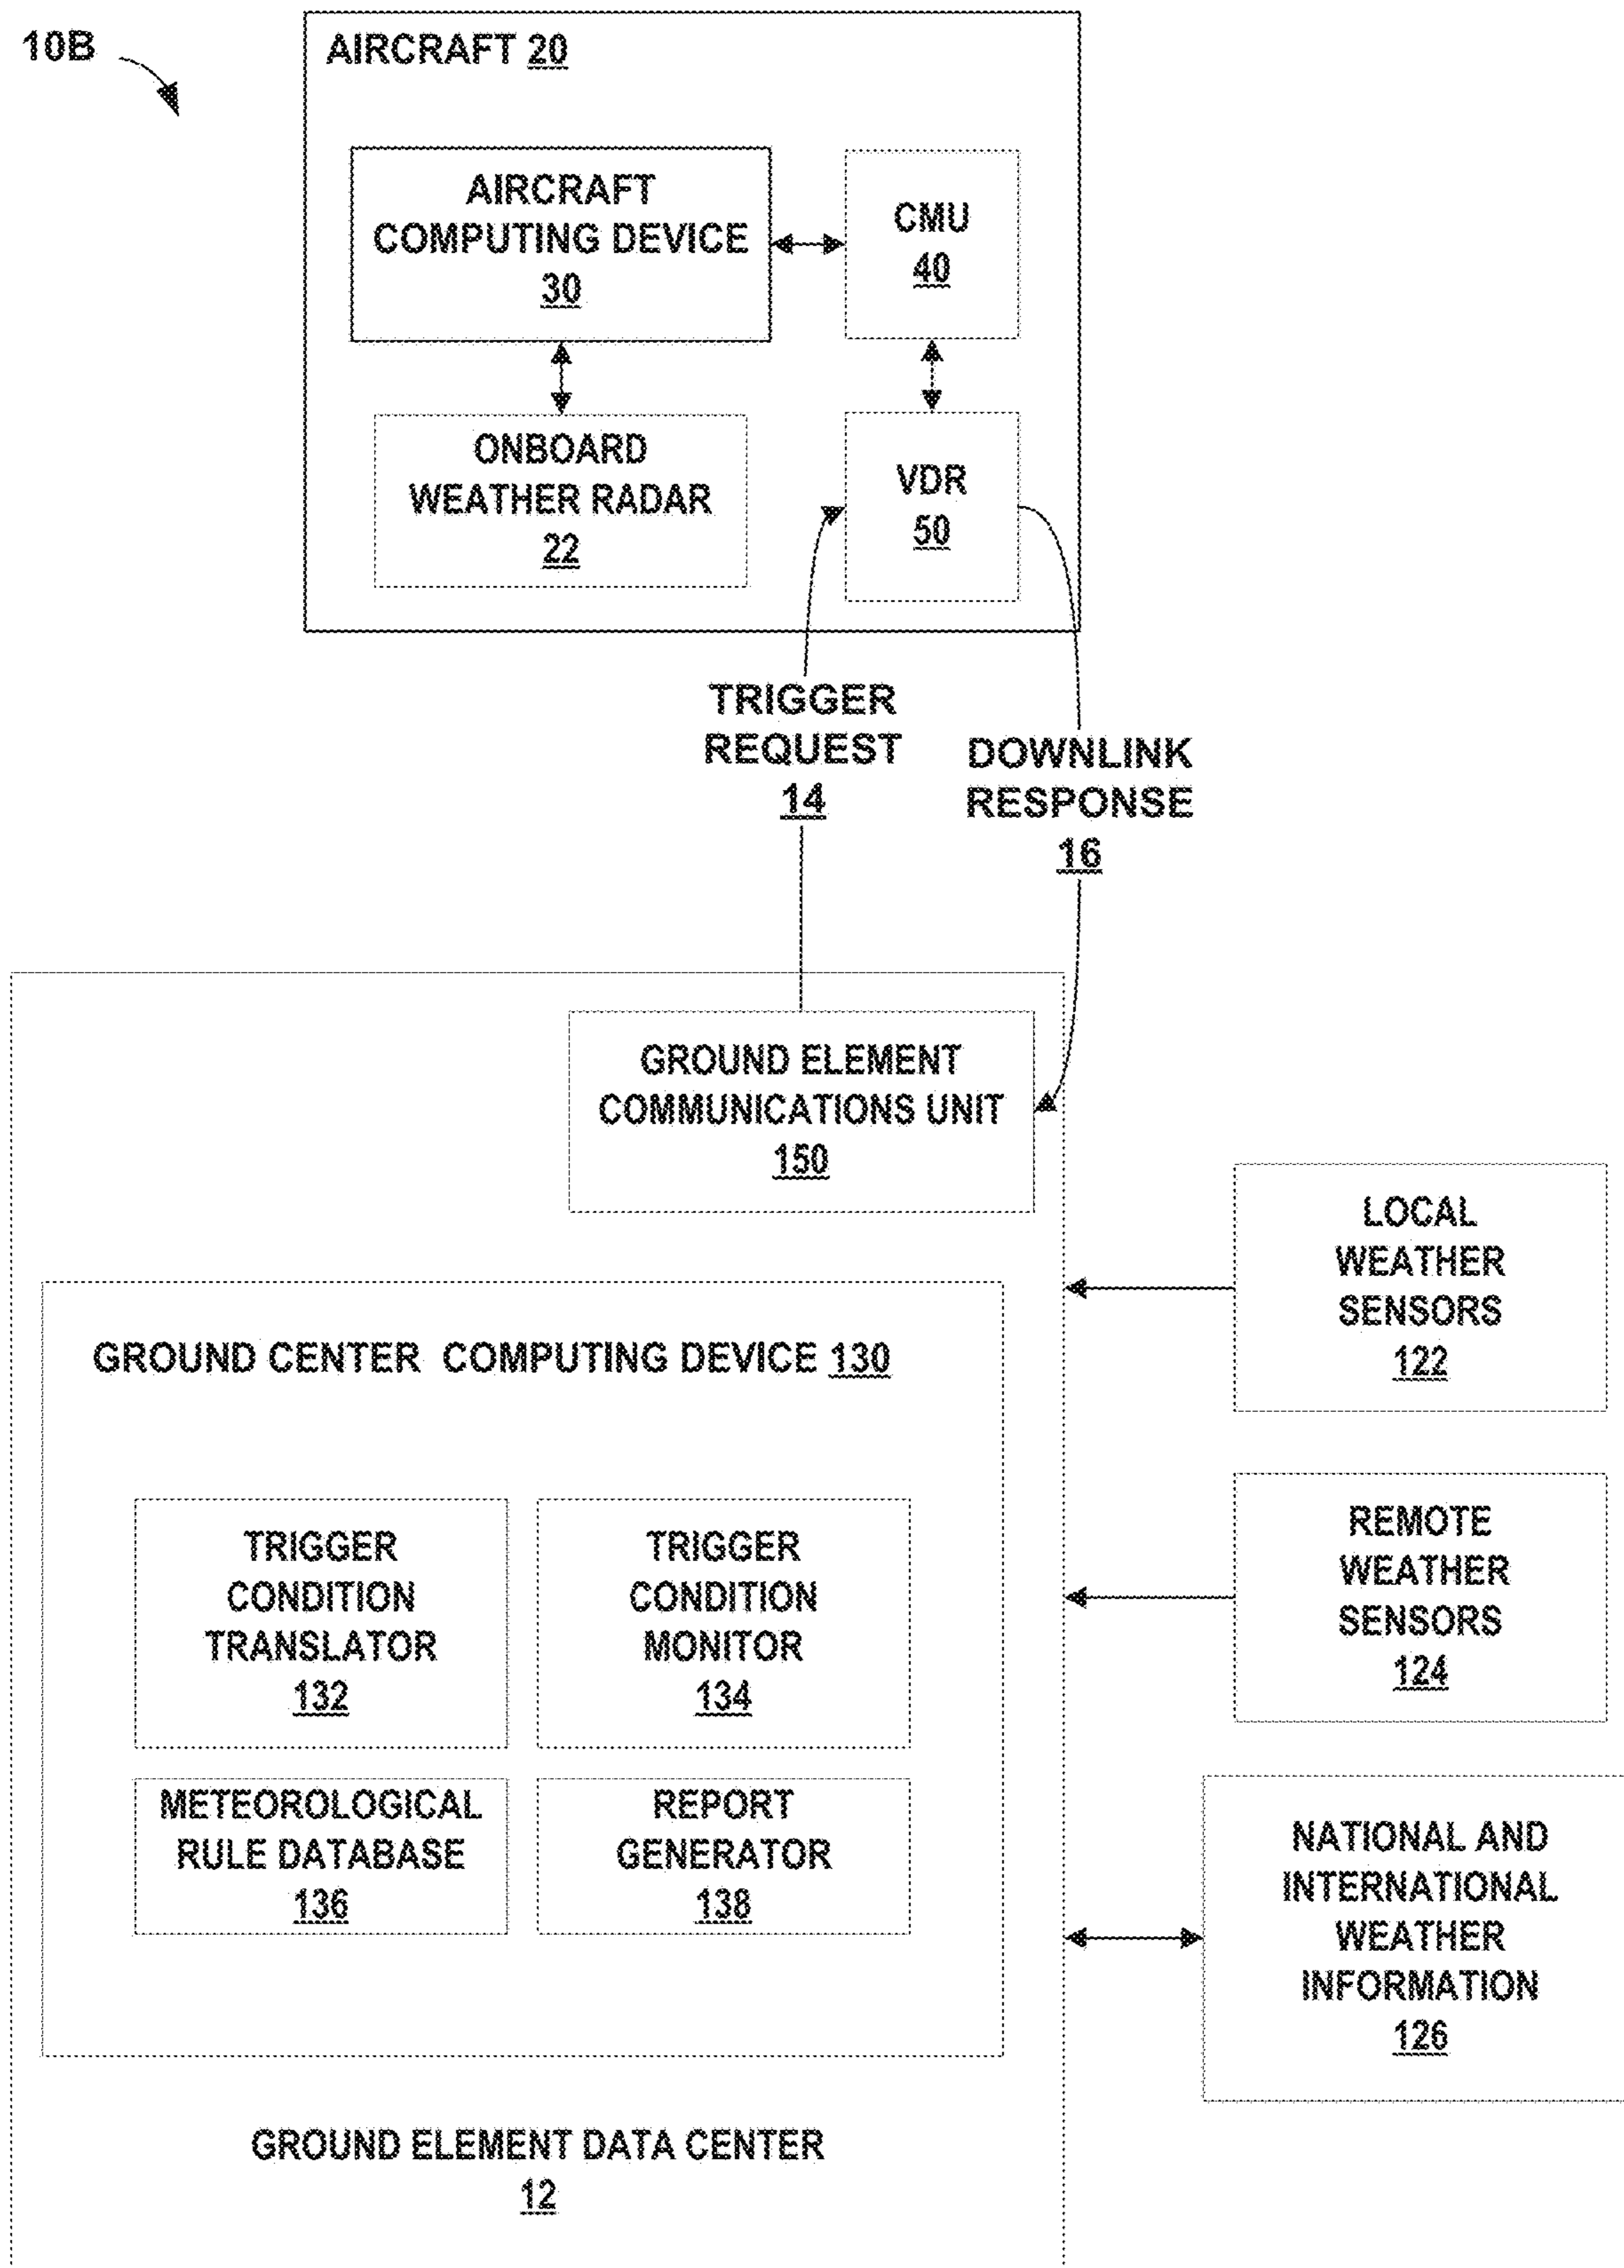 10B
AIRCRAFT 20
AIRCRAFT
COMPUTING DEVICE
30
CMU
40
ONBOARD
WEATHER RADAR
22
VDR
50
TRIGGER
REQUEST
14
DOWNLINK
RESPONSE
16
GROUND ELEMENT
COMMUNICATIONS UNIT
150
LOCAL
WEATHER
SENSORS
122
GROUND CENTER COMPUTING DEVICE 130
TRIGGER
CONDITION
TRANSLATOR
132
TRIGGER
CONDITION
MONITOR
134
REMOTE
WEATHER
SENSORS
124
METEOROLOGICAL
RULE DATABASE
136
REPORT
GENERATOR
138
NATIONAL AND
INTERNATIONAL
WEATHER
INFORMATION
126
GROUND ELEMENT DATA CENTER
12